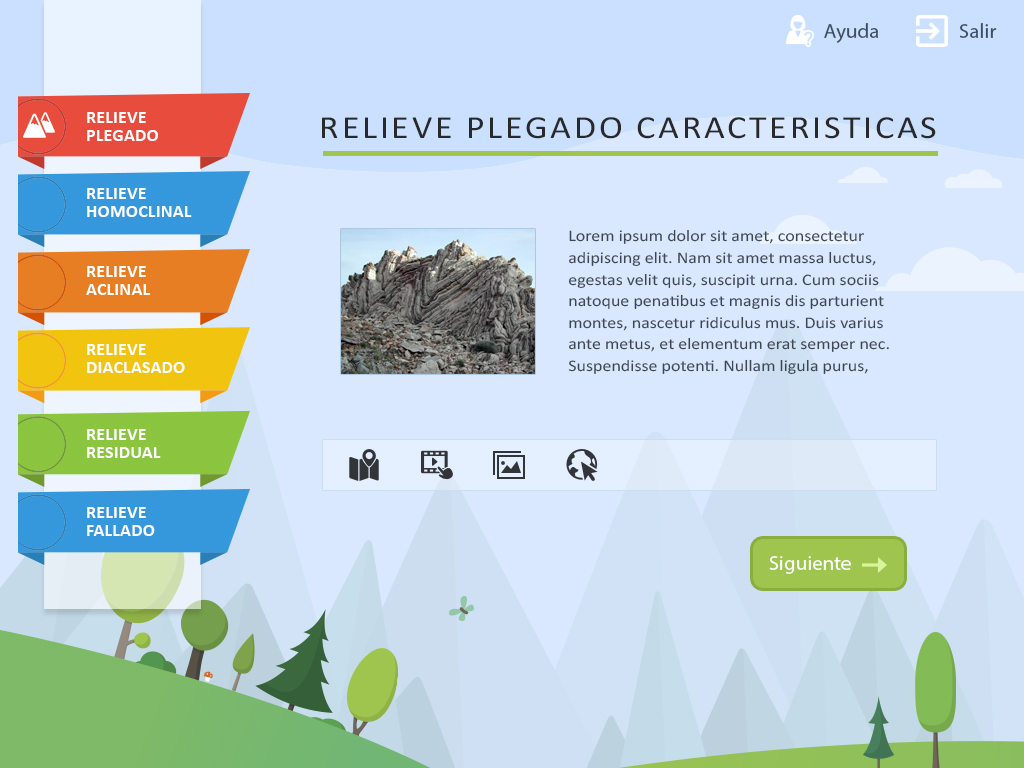 Ayuda
Salir
RELIEVE
PLEGADO
RELIEVE
HOMOCLINAL
RELIEVE
ACLINAL
RELIEVE
DIACLASADO
RELIEVE
RESIDUAL
RELIEVE
FALLADO
RELIEVE PLEGADO CARACTERISTICAS
Lorem ipsum dolor sit amet, consectetur
adipiscing elit. Nam sit amet massa luctus,
egestas velit quis, suscipit urna. Cum sociis
natoque penatibus et magnis dis parturient
montes, nascetur ridiculus mus. Duis varius
ante metus, et elementum erat semper nec.
Suspendisse potenti. Nullam ligula purus,
Siguiente